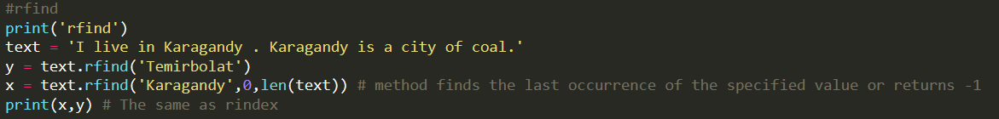 #rfind
print('rfind')
text = 'I live in Karagandy . Karagandy is a city of coal.'
y = text.rfind('Temirbolat')
x = text.rfind('Karagandy',0,len(text)) # method finds the last occurrence of the specified value or returns -1
print(x,y) # The same as rindex